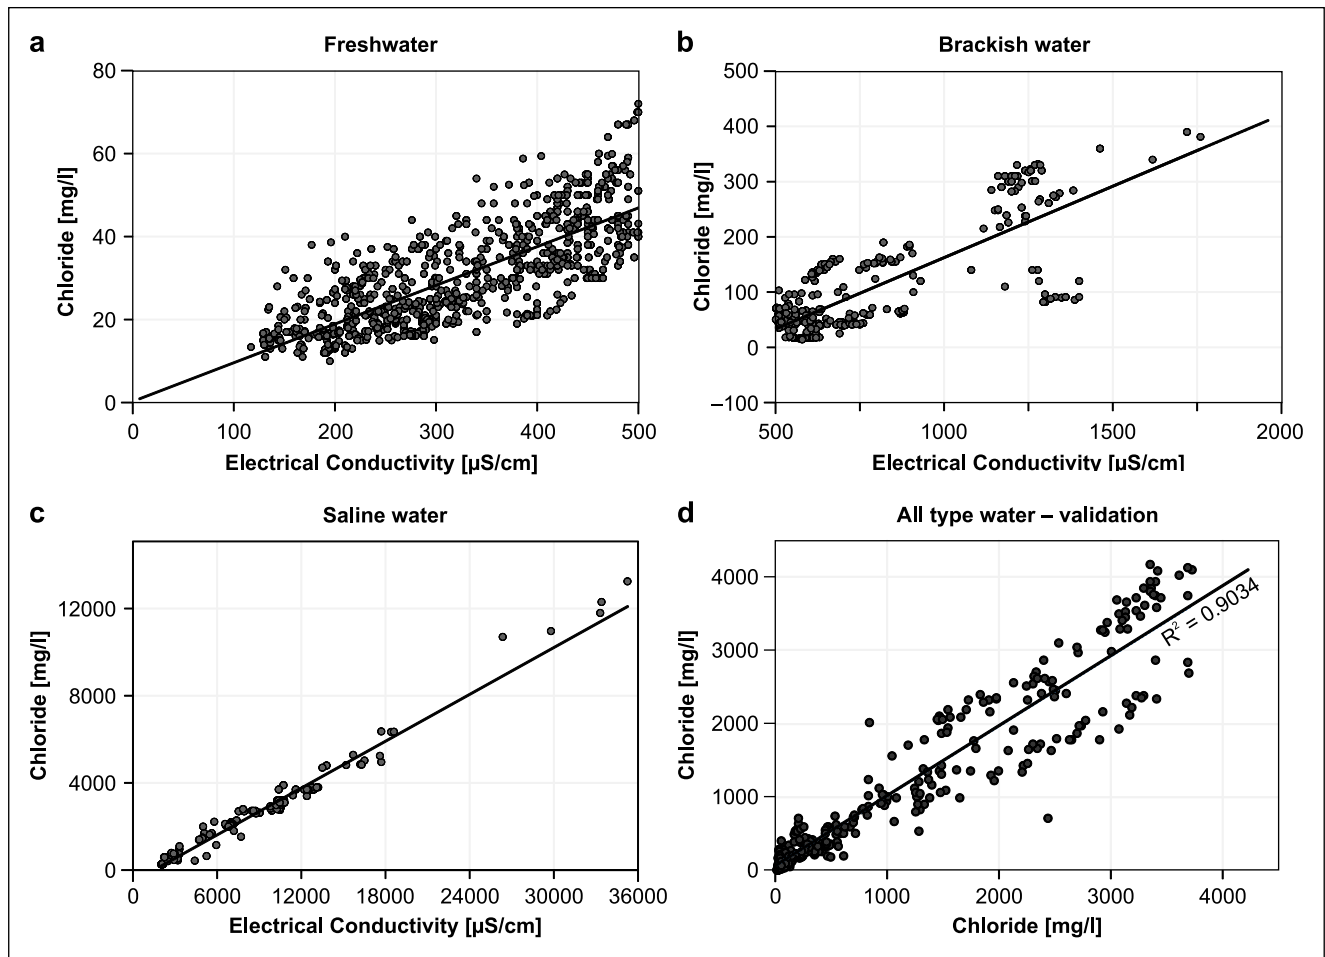 a
Freshwater
80
60
40
20
0
Chloride [mg/l]
0 100 200 300 400 500
Electrical Conductivity [µS/cm]
b
Brackish water
500
400
300
200
100
0
–100
Chloride [mg/l]
500 1000 1500 2000
Electrical Conductivity [µS/cm]
c
Saline water
12000
8000
4000
0
Chloride [mg/l]
0 6000 12000 18000 24000 30000 36000
Electrical Conductivity [µS/cm]
d
All type water – validation
4000
3000
2000
1000
0
Chloride [mg/l]
R² = 0.9034
0 1000 2000 3000 4000
Chloride [mg/l]